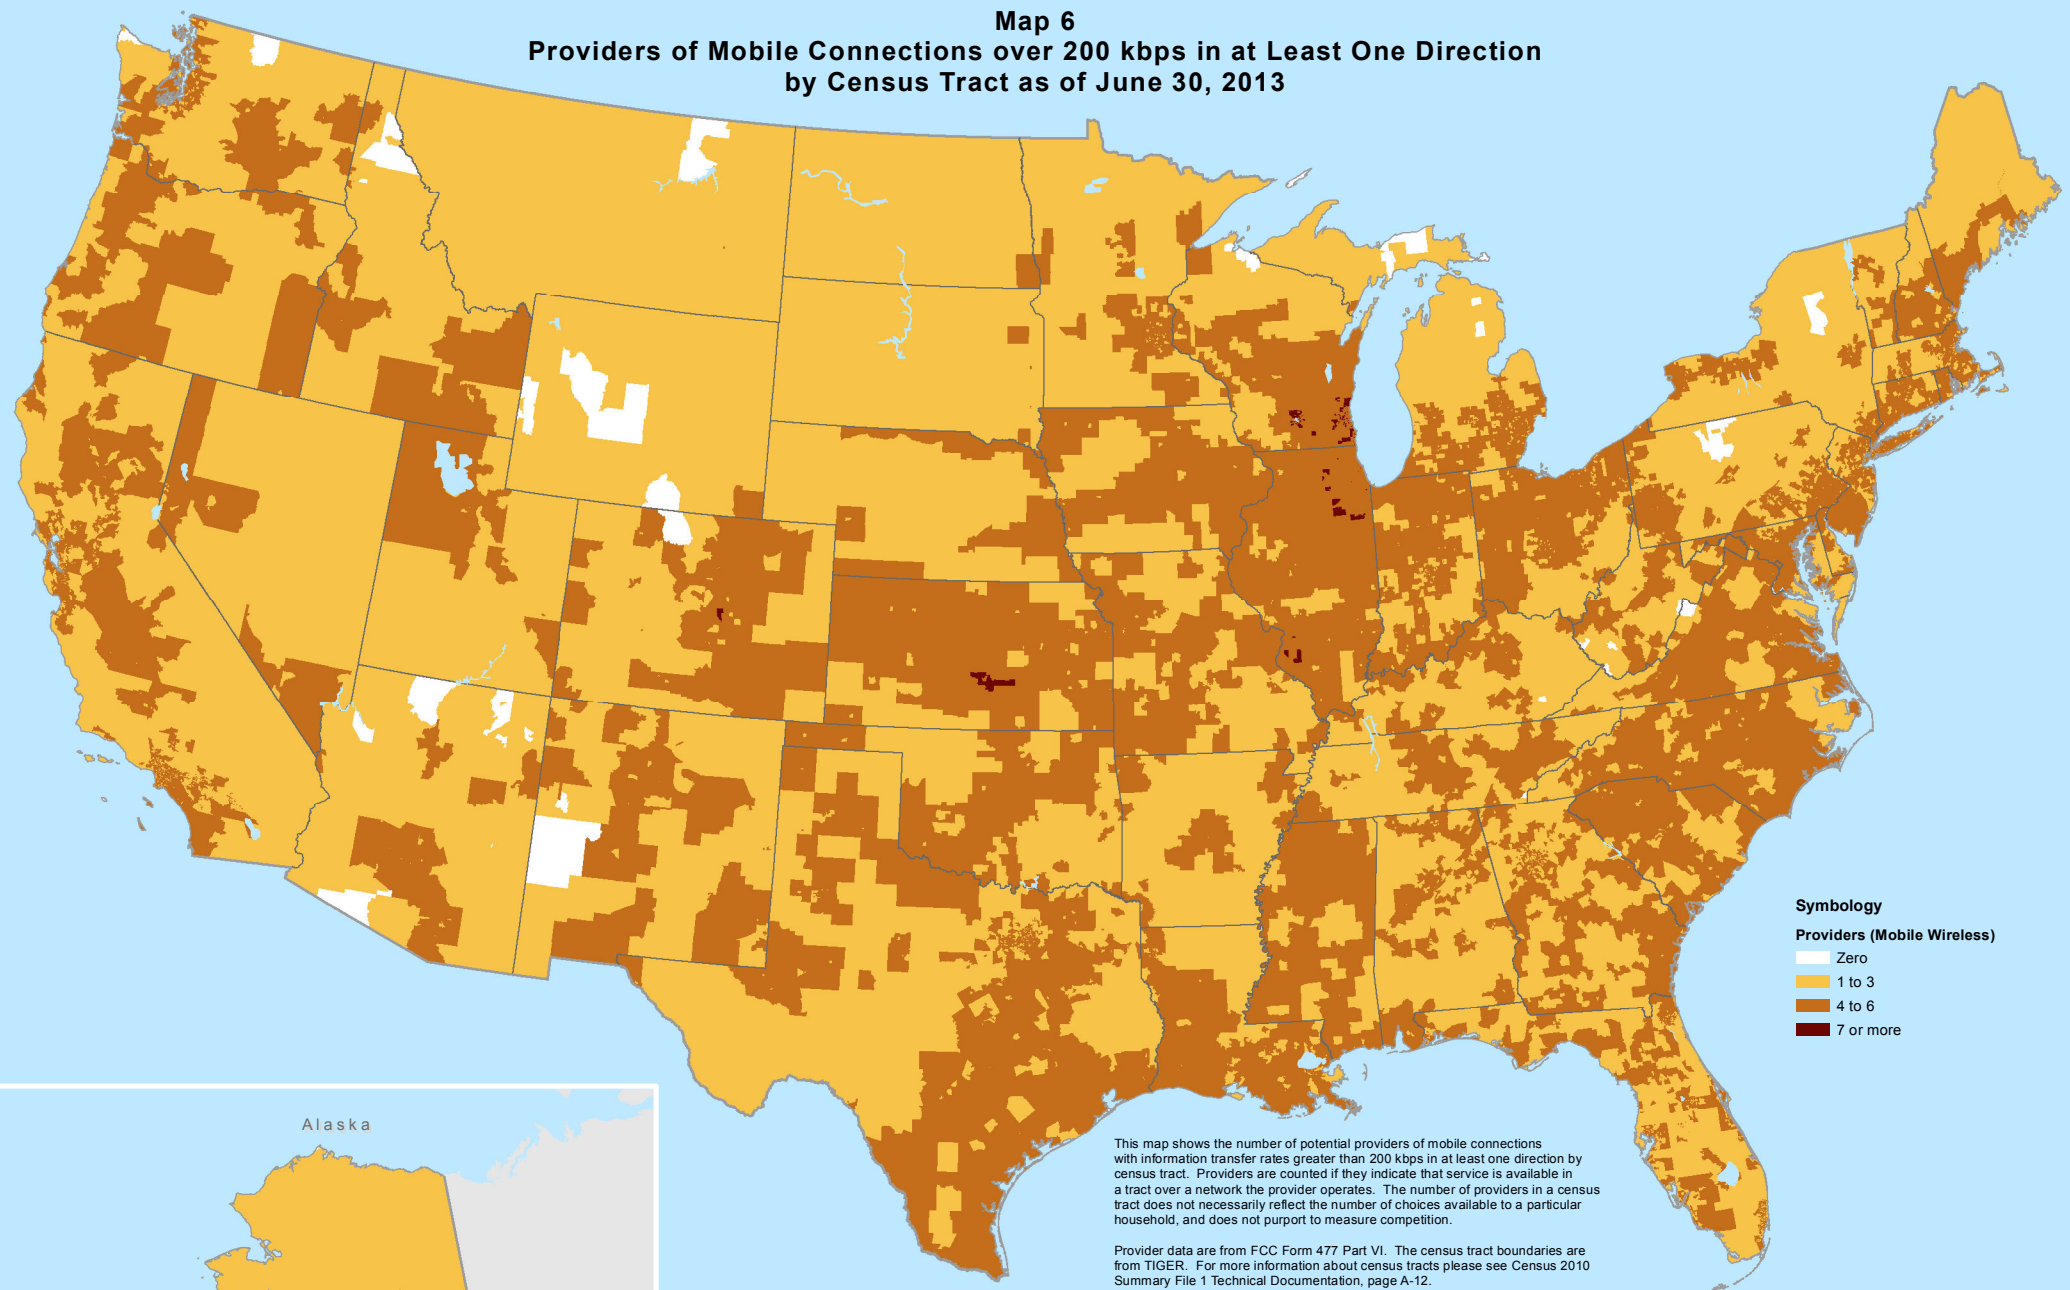 Map 6
Providers of Mobile Connections over 200 kbps in at Least One Direction
by Census Tract as of June 30, 2013
Symbology
Providers (Mobile Wireless)
Zero
1 to 3
4 to 6
7 or more
Alaska
This map shows the number of potential providers of mobile connections
with information transfer rates greater than 200 kbps in at least one direction by
census tract. Providers are counted if they indicate that service is available in
a tract over a network the provider operates. The number of providers in a census
tract does not necessarily reflect the number of choices available to a particular
household, and does not purport to measure competition.
Provider data are from FCC Form 477 Part VI. The census tract boundaries are
from TIGER. For more information about census tracts please see Census 2010
Summary File 1 Technical Documentation, page A-12.